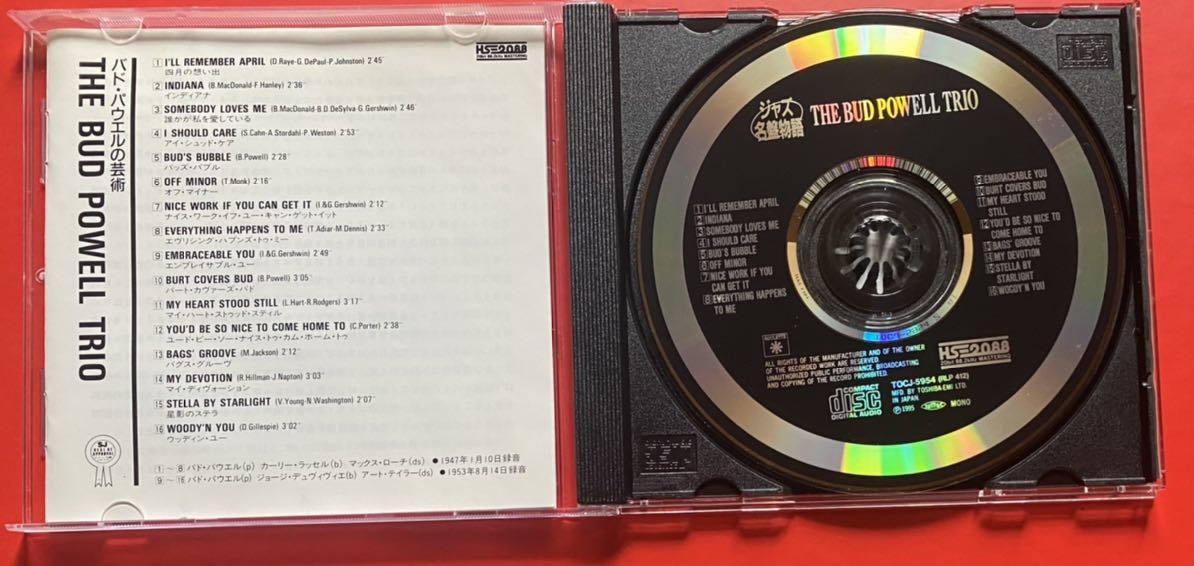 バド・パウエルの芸術
THE BUD POWELL TRIO
HS=2088
20bit 88.2kHz MASTERING
1 I'LL REMEMBER APRIL (D.Raye-G.DePaul-P.Johnston) 2'45"
四月の想い出
2 INDIANA (B.MacDonald-F.Hanley) 2'36"
インディアナ
3 SOMEBODY LOVES ME (B.MacDonald-B.D.DeSylva-G.Gershwin) 2'46"
誰かが私を愛している
4 I SHOULD CARE (S.Cahn-A.Stordahl-P.Weston) 2'53"
アイ・シュッド・ケア
5 BUD'S BUBBLE (B.Powell) 2'28"
バッズ・バブル
6 OFF MINOR (T.Monk) 2'16"
オフ・マイナー
7 NICE WORK IF YOU CAN GET IT (I.&G.Gershwin) 2'12"
ナイス・ワーク・イフ・ユー・キャン・ゲット・イット
8 EVERYTHING HAPPENS TO ME (T.Adiar-M.Dennis) 2'33"
エヴリシング・ハプンズ・トゥ・ミー
9 EMBRACEABLE YOU (I.&G.Gershwin) 2'49"
エンブレイサブル・ユー
10 BURT COVERS BUD (B.Powell) 3'05"
バート・カヴァーズ・バド
11 MY HEART STOOD STILL (L.Hart-R.Rodgers) 3'17"
マイ・ハート・ストゥッド・スティル
12 YOU'D BE SO NICE TO COME HOME TO (C.Porter) 2'38"
ユード・ビー・ソー・ナイス・トゥ・カム・ホーム・トゥ
13 BAGS' GROOVE (M.Jackson) 2'12"
バグス・グルーヴ
14 MY DEVOTION (R.Hillman-J.Napton) 3'03"
マイ・ディヴォーション
15 STELLA BY STARLIGHT (V.Young-N.Washington) 2'07"
星影のステラ
16 WOODY'N YOU (D.Gillespie) 3'02"
ウッディン・ユー
1～8 バド・パウエル(p) カーリー・ラッセル(b) マックス・ローチ(ds) ●1947年1月10日録音
9～16 バド・パウエル(p) ジョージ・デュヴィヴィエ(b) アート・テイラー(ds) ●1953年8月14日録音
SJ
ジャズ
名盤物語
THE BUD POWELL TRIO
1 I'LL REMEMBER APRIL
2 INDIANA
3 SOMEBODY LOVES ME
4 I SHOULD CARE
5 BUD'S BUBBLE
6 OFF MINOR
7 NICE WORK IF YOU
CAN GET IT
8 EVERYTHING HAPPENS
TO ME
9 EMBRACEABLE YOU
10 BURT COVERS BUD
11 MY HEART STOOD
STILL
12 YOU'D BE SO NICE TO
COME HOME TO
13 BAGS' GROOVE
14 MY DEVOTION
15 STELLA BY
STARLIGHT
16 WOODY'N YOU
ROULETTE
ALL RIGHTS OF THE MANUFACTURER AND OF THE OWNER
OF THE RECORDED WORK ARE RESERVED.
UNAUTHORIZED PUBLIC PERFORMANCE, BROADCASTING
AND COPYING OF THE RECORD PROHIBITED.
HS=2088
20bit 88.2kHz MASTERING
COMPACT
disc
DIGITAL AUDIO
TOCJ-5954 (RLP 412)
MFD. BY TOSHIBA-EMI LTD.
IN JAPAN.
Ⓟ1995
MONO
COMPACT
disc